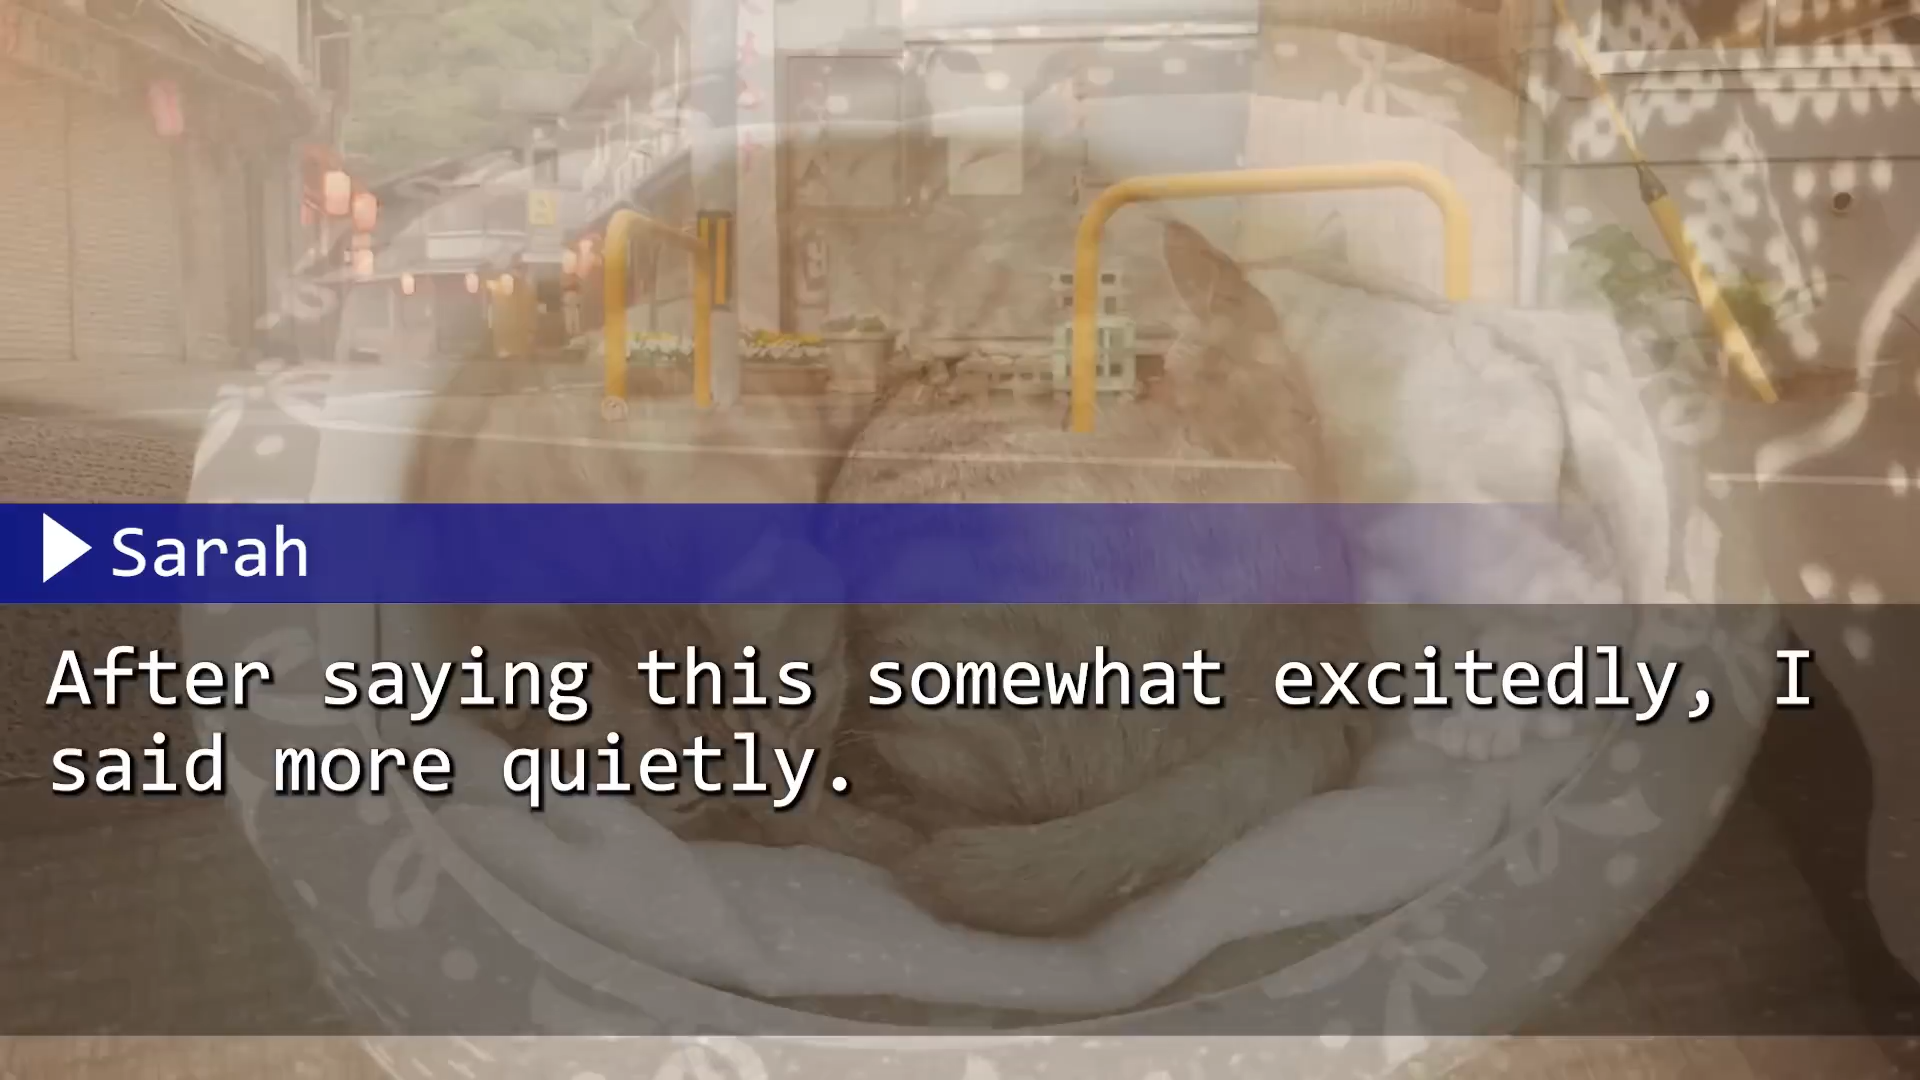 Sarah
After saying this somewhat excitedly, I
said more quietly.